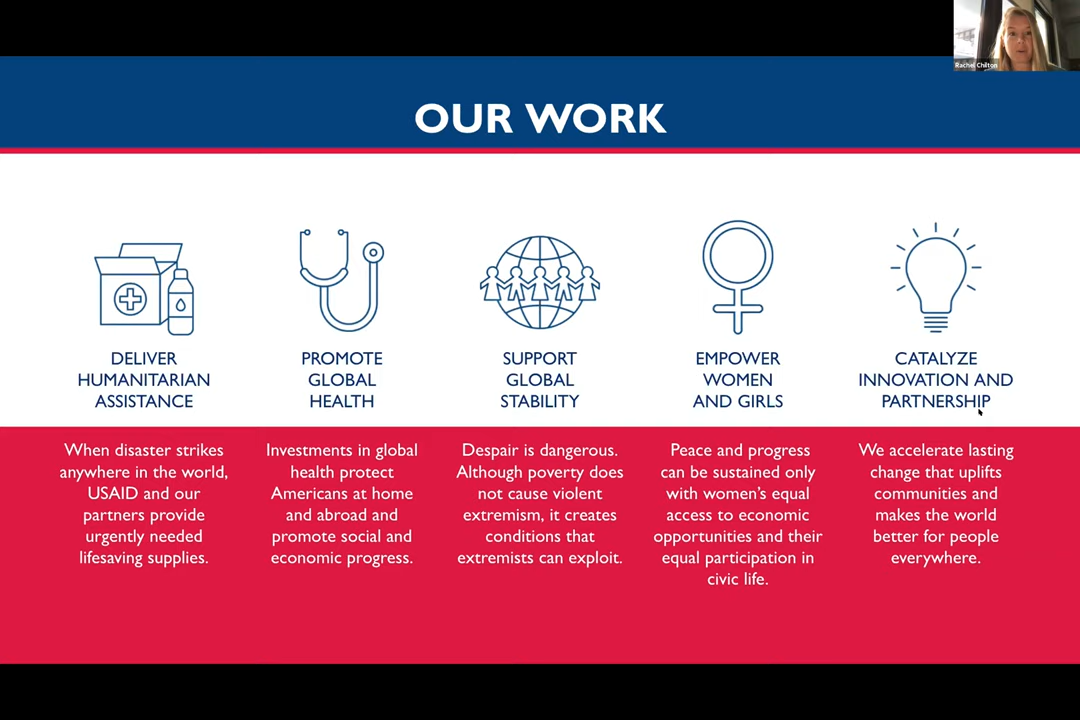 Rachel Chilton
OUR WORK
DELIVER
HUMANITARIAN
ASSISTANCE
When disaster strikes
anywhere in the world,
USAID and our
partners provide
urgently needed
lifesaving supplies.
PROMOTE
GLOBAL
HEALTH
Investments in global
health protect
Americans at home
and abroad and
promote social and
economic progress.
SUPPORT
GLOBAL
STABILITY
Despair is dangerous.
Although poverty does
not cause violent
extremism, it creates
conditions that
extremists can exploit.
EMPOWER
WOMEN
AND GIRLS
Peace and progress
can be sustained only
with women's equal
access to economic
opportunities and their
equal participation in
civic life.
CATALYZE
INNOVATION AND
PARTNERSHIP
We accelerate lasting
change that uplifts
communities and
makes the world
better for people
everywhere.